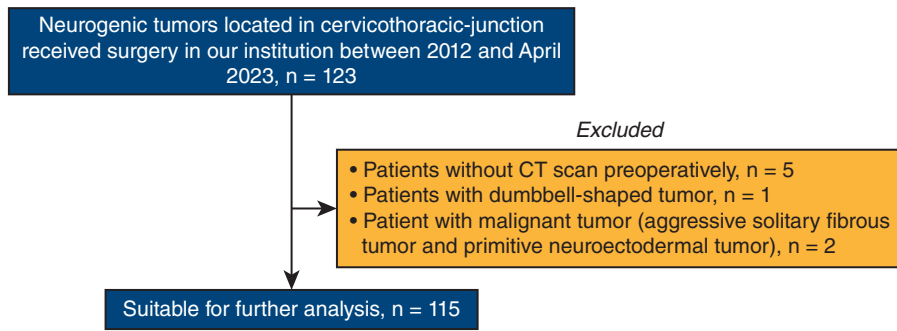 Neurogenic tumors located in cervicothoracic-junction
received surgery in our institution between 2012 and April
2023, n = 123
Excluded
• Patients without CT scan preoperatively, n = 5
• Patients with dumbbell-shaped tumor, n = 1
• Patient with malignant tumor (aggressive solitary fibrous
tumor and primitive neuroectodermal tumor), n = 2
Suitable for further analysis, n = 115